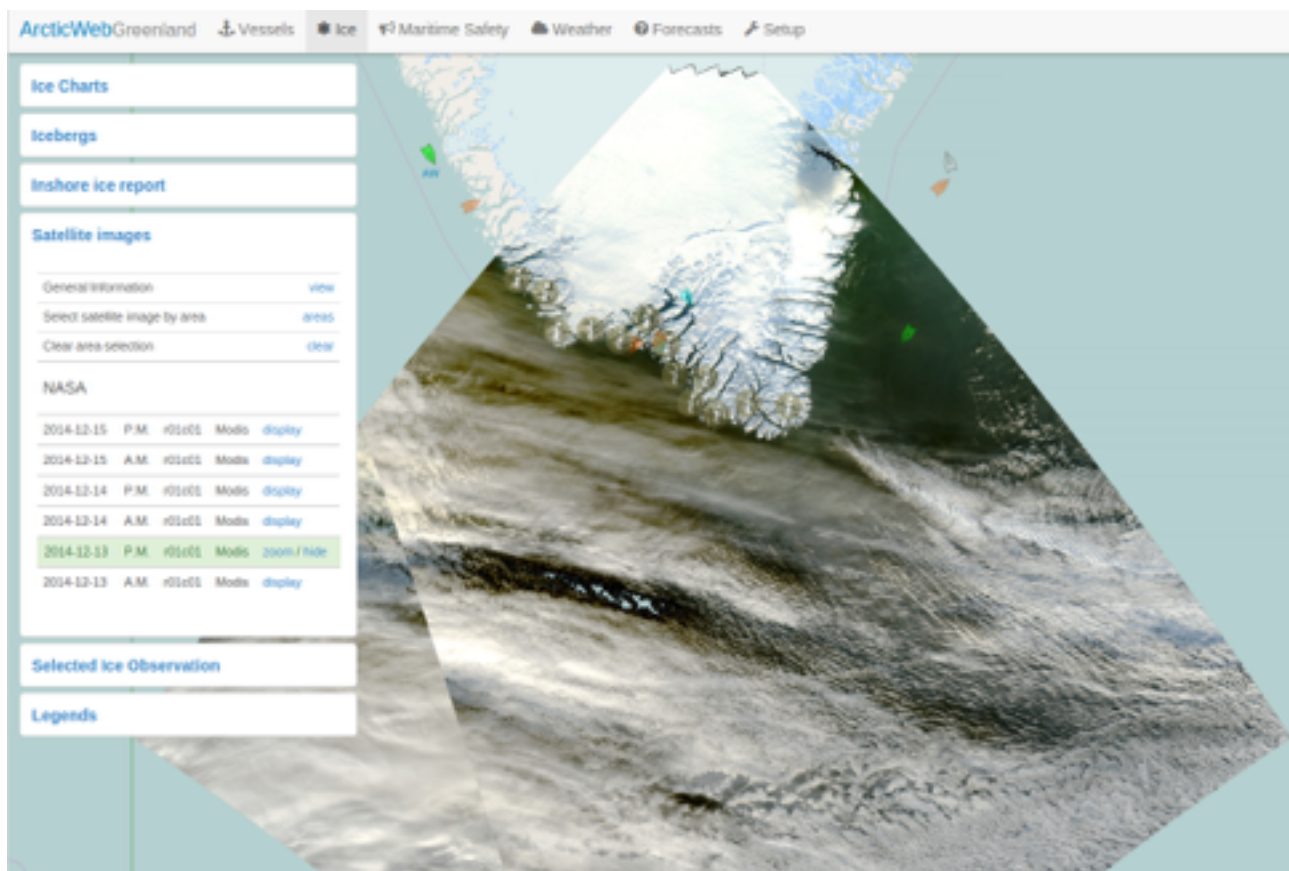 ArcticWebGreenland Vessels Ice Maritime Safety Weather Forecasts Setup
Ice Charts
Icebergs
Inshore ice report
Satellite images
General Information view
Select satellite image by area areas
Clear area selection clear
NASA
2014-12-15 P.M. r01c01 Modis display
2014-12-15 A.M. r01c01 Modis display
2014-12-14 P.M. r01c01 Modis display
2014-12-14 A.M. r01c01 Modis display
2014-12-13 P.M. r01c01 Modis zoom / hide
2014-12-13 A.M. r01c01 Modis display
Selected Ice Observation
Legends
AW